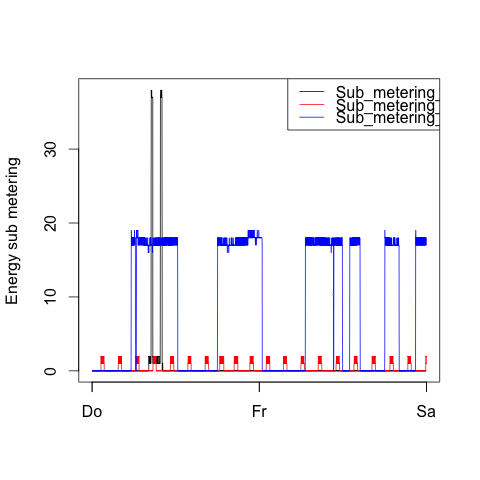 Sub_metering_
Sub_metering_
Sub_metering_
Energy sub metering
30
20
10
0
Do Fr Sa